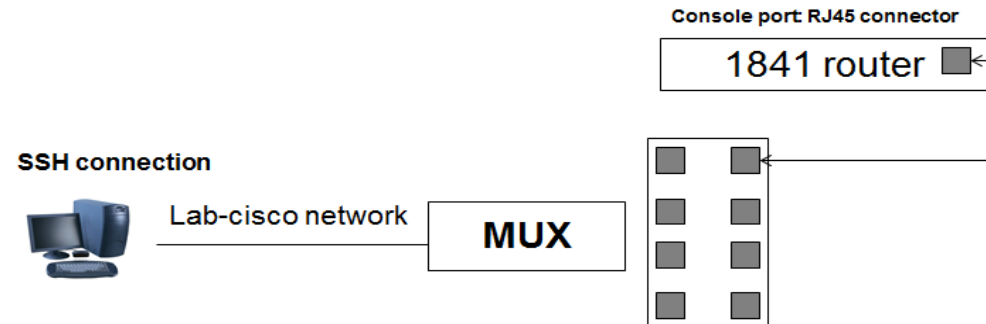 Console port: RJ45 connector
1841 router
SSH connection
Lab-cisco network
MUX